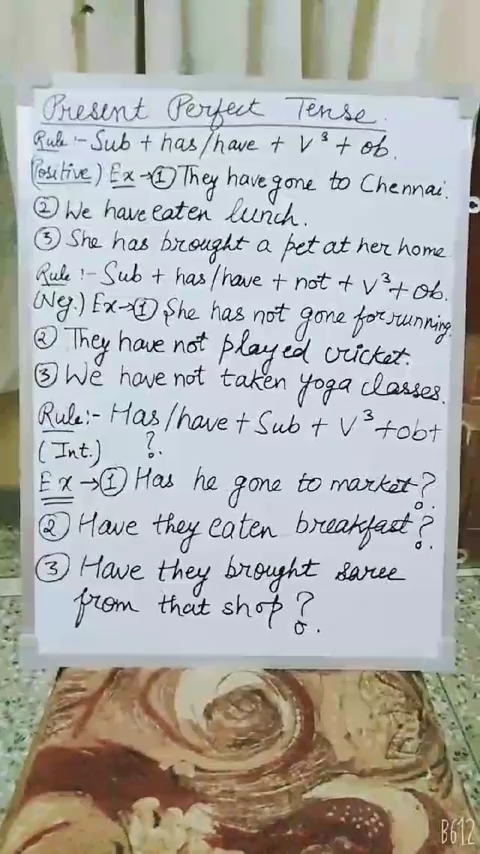 Present Perfect Tense.
Rule:- Sub + has/have + V³ + ob.
(Positive) Ex→① They have gone to Chennai.
② We have eaten lunch.
③ She has brought a pet at her home
Rule:- Sub + has/have + not + V³ + Ob.
(Neg.) Ex→① She has not gone for running.
② They have not played cricket.
③ We have not taken yoga classes.
Rule:- Has/have + Sub + V³ + ob +
(Int.) ?
Ex →① Has he gone to market?
② Have they eaten breakfast?
③ Have they brought saree
from that shop?
B612